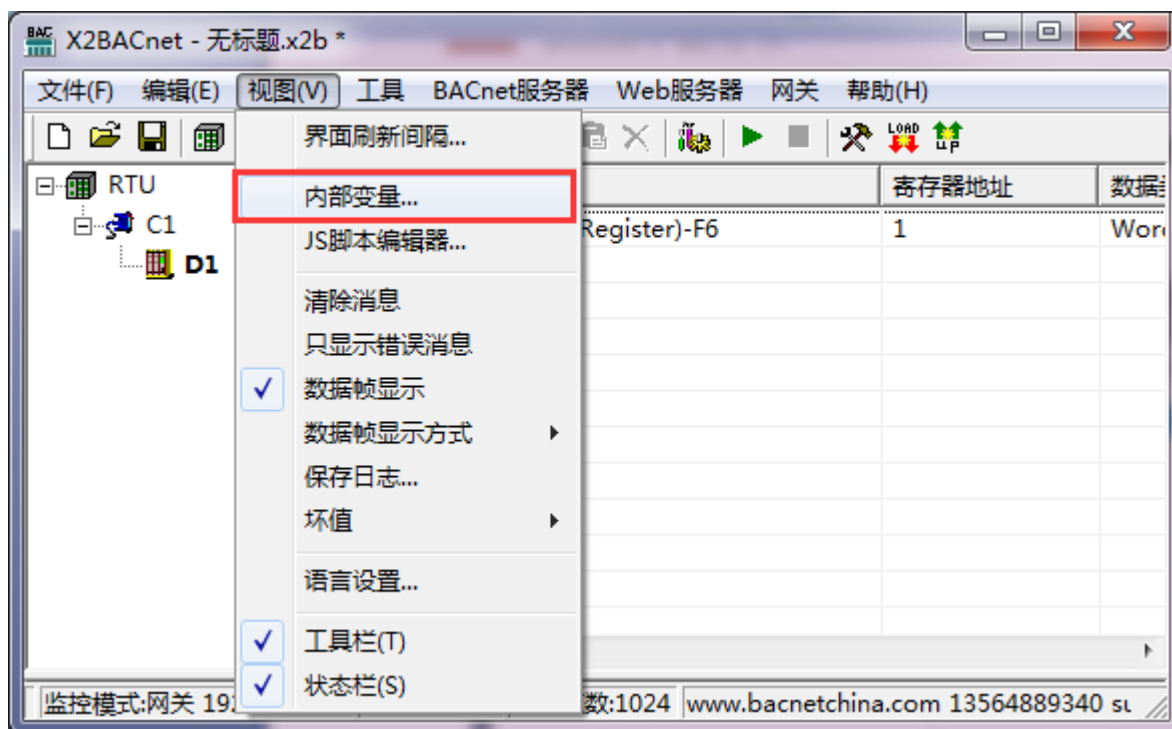 X2BACnet - 无标题.x2b *
文件(F) 编辑(E) 视图(V) 工具 BACnet服务器 Web服务器 网关 帮助(H)
LOAD
UP
RTU
C1
D1
界面刷新间隔...
内部变量...
JS脚本编辑器...
清除消息
只显示错误消息
数据帧显示
数据帧显示方式
保存日志...
坏值
语言设置...
工具栏(T)
状态栏(S)
寄存器地址 数据
Register)-F6 1
监控模式:网关 数:1024 www.bacnetchina.com 13564889340